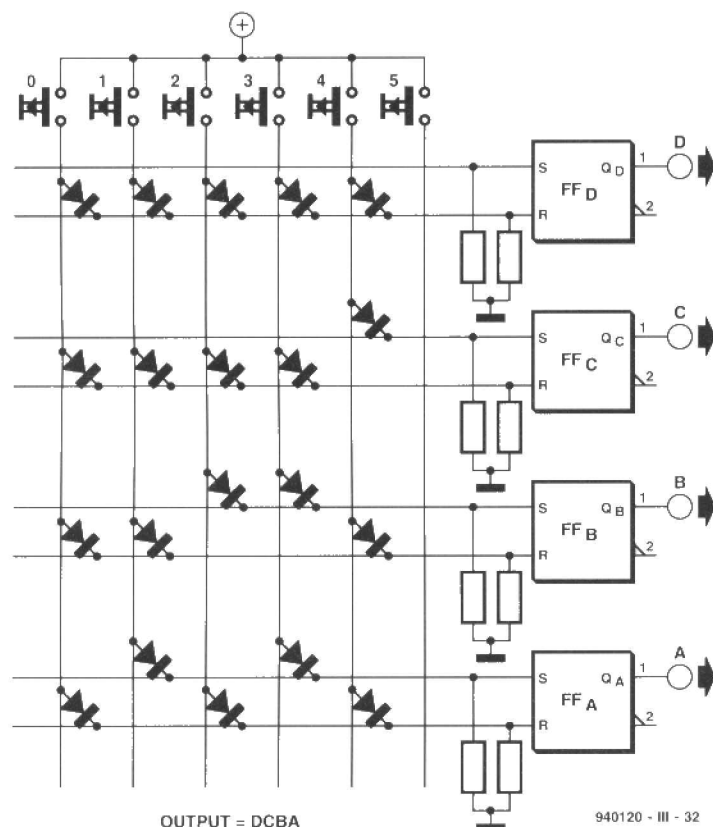 +
0 1 2 3 4 5
D
S Q D 1
FF D
R 2
C
S Q C 1
FF C
R 2
B
S Q B 1
FF B
R 2
A
S Q A 1
FF A
R 2
OUTPUT = DCBA
940120 - III - 32